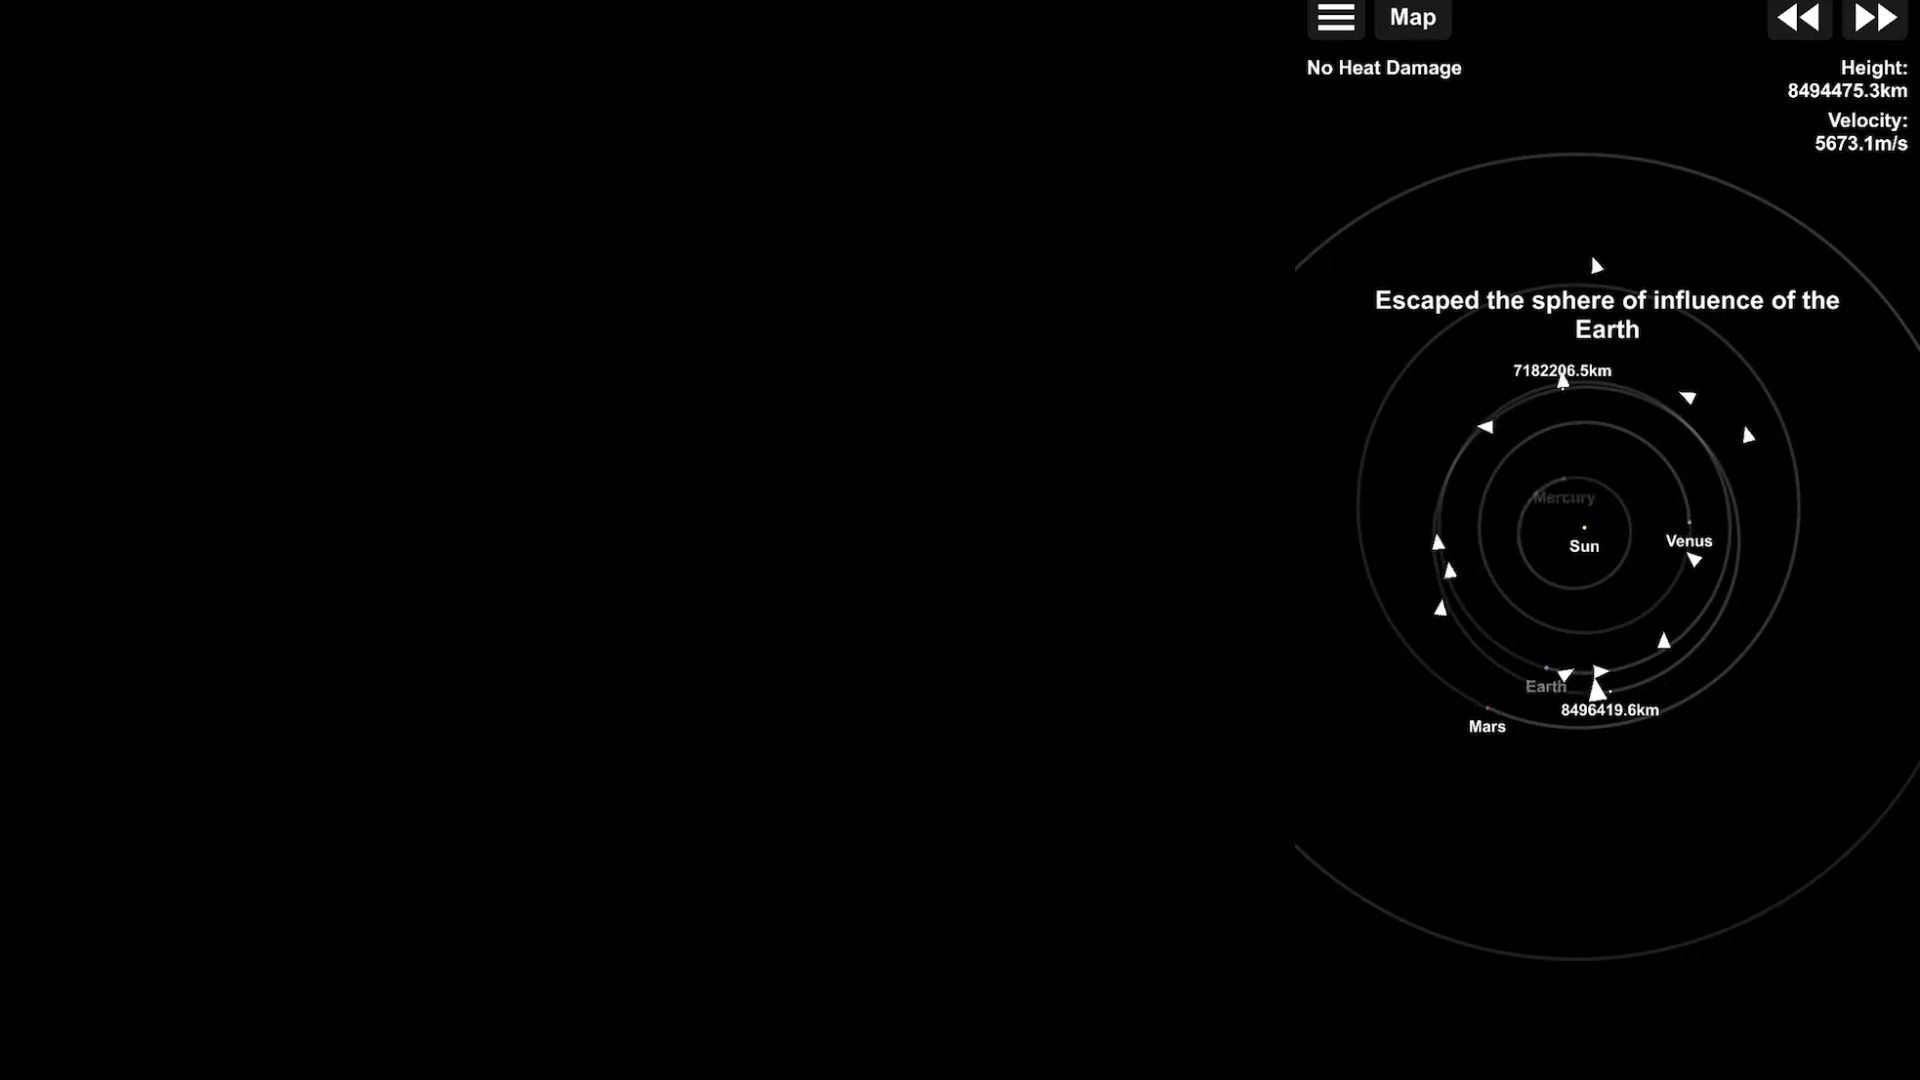 Map
No Heat Damage
Height:
8494475.3km
Velocity:
5673.1m/s
Escaped the sphere of influence of the
Earth
7182206.5km
Mercury
Sun
Venus
Earth
8496419.6km
Mars